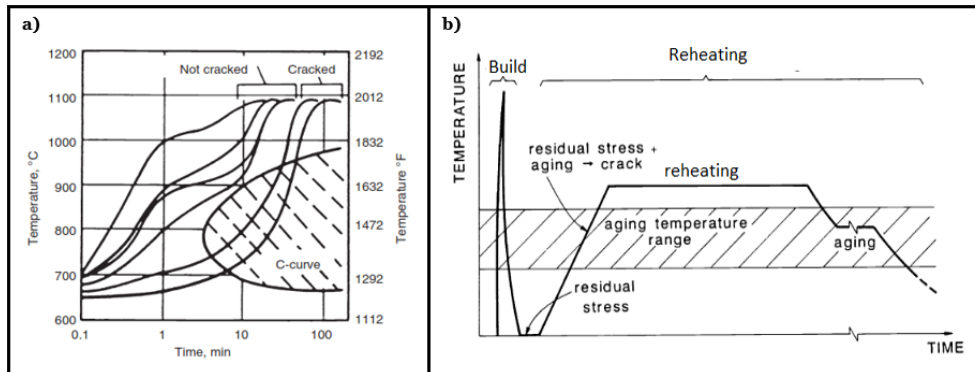 a)
1200
1100
1000
900
800
700
600
Temperature, °C
0.1
1
10
100
Time, min
2192
2012
1832
1632
1472
1292
1112
Temperature °F
Not cracked
Cracked
C-curve
b)
TEMPERATURE
Build
Reheating
residual stress +
aging → crack
reheating
aging temperature
range
aging
residual
stress
TIME